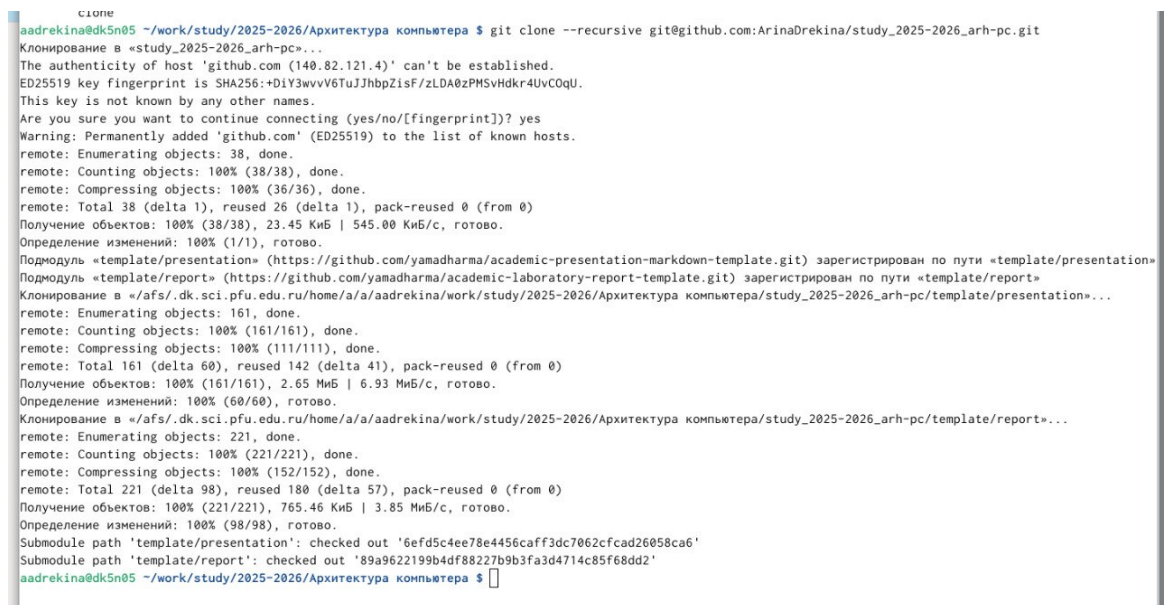 clone
aadrekina@dk5n05 ~/work/study/2025-2026/Архитектура компьютера $ git clone --recursive git@github.com:ArinaDrekina/study_2025-2026_arh-pc.git
Клонирование в «study_2025-2026_arh-pc»...
The authenticity of host 'github.com (140.82.121.4)' can't be established.
ED25519 key fingerprint is SHA256:+DiY3wvvV6TuJJhbpZisF/zLDA0zPMSvHdkr4UvCOqU.
This key is not known by any other names.
Are you sure you want to continue connecting (yes/no/[fingerprint])? yes
Warning: Permanently added 'github.com' (ED25519) to the list of known hosts.
remote: Enumerating objects: 38, done.
remote: Counting objects: 100% (38/38), done.
remote: Compressing objects: 100% (36/36), done.
remote: Total 38 (delta 1), reused 26 (delta 1), pack-reused 0 (from 0)
Получение объектов: 100% (38/38), 23.45 КиБ | 545.00 КиБ/с, готово.
Определение изменений: 100% (1/1), готово.
Подмодуль «template/presentation» (https://github.com/yamadharma/academic-presentation-markdown-template.git) зарегистрирован по пути «template/presentation»
Подмодуль «template/report» (https://github.com/yamadharma/academic-laboratory-report-template.git) зарегистрирован по пути «template/report»
Клонирование в «/afs/.dk.sci.pfu.edu.ru/home/a/a/aadrekina/work/study/2025-2026/Архитектура компьютера/study_2025-2026_arh-pc/template/presentation»...
remote: Enumerating objects: 161, done.
remote: Counting objects: 100% (161/161), done.
remote: Compressing objects: 100% (111/111), done.
remote: Total 161 (delta 60), reused 142 (delta 41), pack-reused 0 (from 0)
Получение объектов: 100% (161/161), 2.65 МиБ | 6.93 МиБ/с, готово.
Определение изменений: 100% (60/60), готово.
Клонирование в «/afs/.dk.sci.pfu.edu.ru/home/a/a/aadrekina/work/study/2025-2026/Архитектура компьютера/study_2025-2026_arh-pc/template/report»...
remote: Enumerating objects: 221, done.
remote: Counting objects: 100% (221/221), done.
remote: Compressing objects: 100% (152/152), done.
remote: Total 221 (delta 98), reused 180 (delta 57), pack-reused 0 (from 0)
Получение объектов: 100% (221/221), 765.46 КиБ | 3.85 МиБ/с, готово.
Определение изменений: 100% (98/98), готово.
Submodule path 'template/presentation': checked out '6efd5c4ee78e4456caff3dc7062cfcad26058ca6'
Submodule path 'template/report': checked out '89a9622199b4df88227b9b3fa3d4714c85f68dd2'
aadrekina@dk5n05 ~/work/study/2025-2026/Архитектура компьютера $